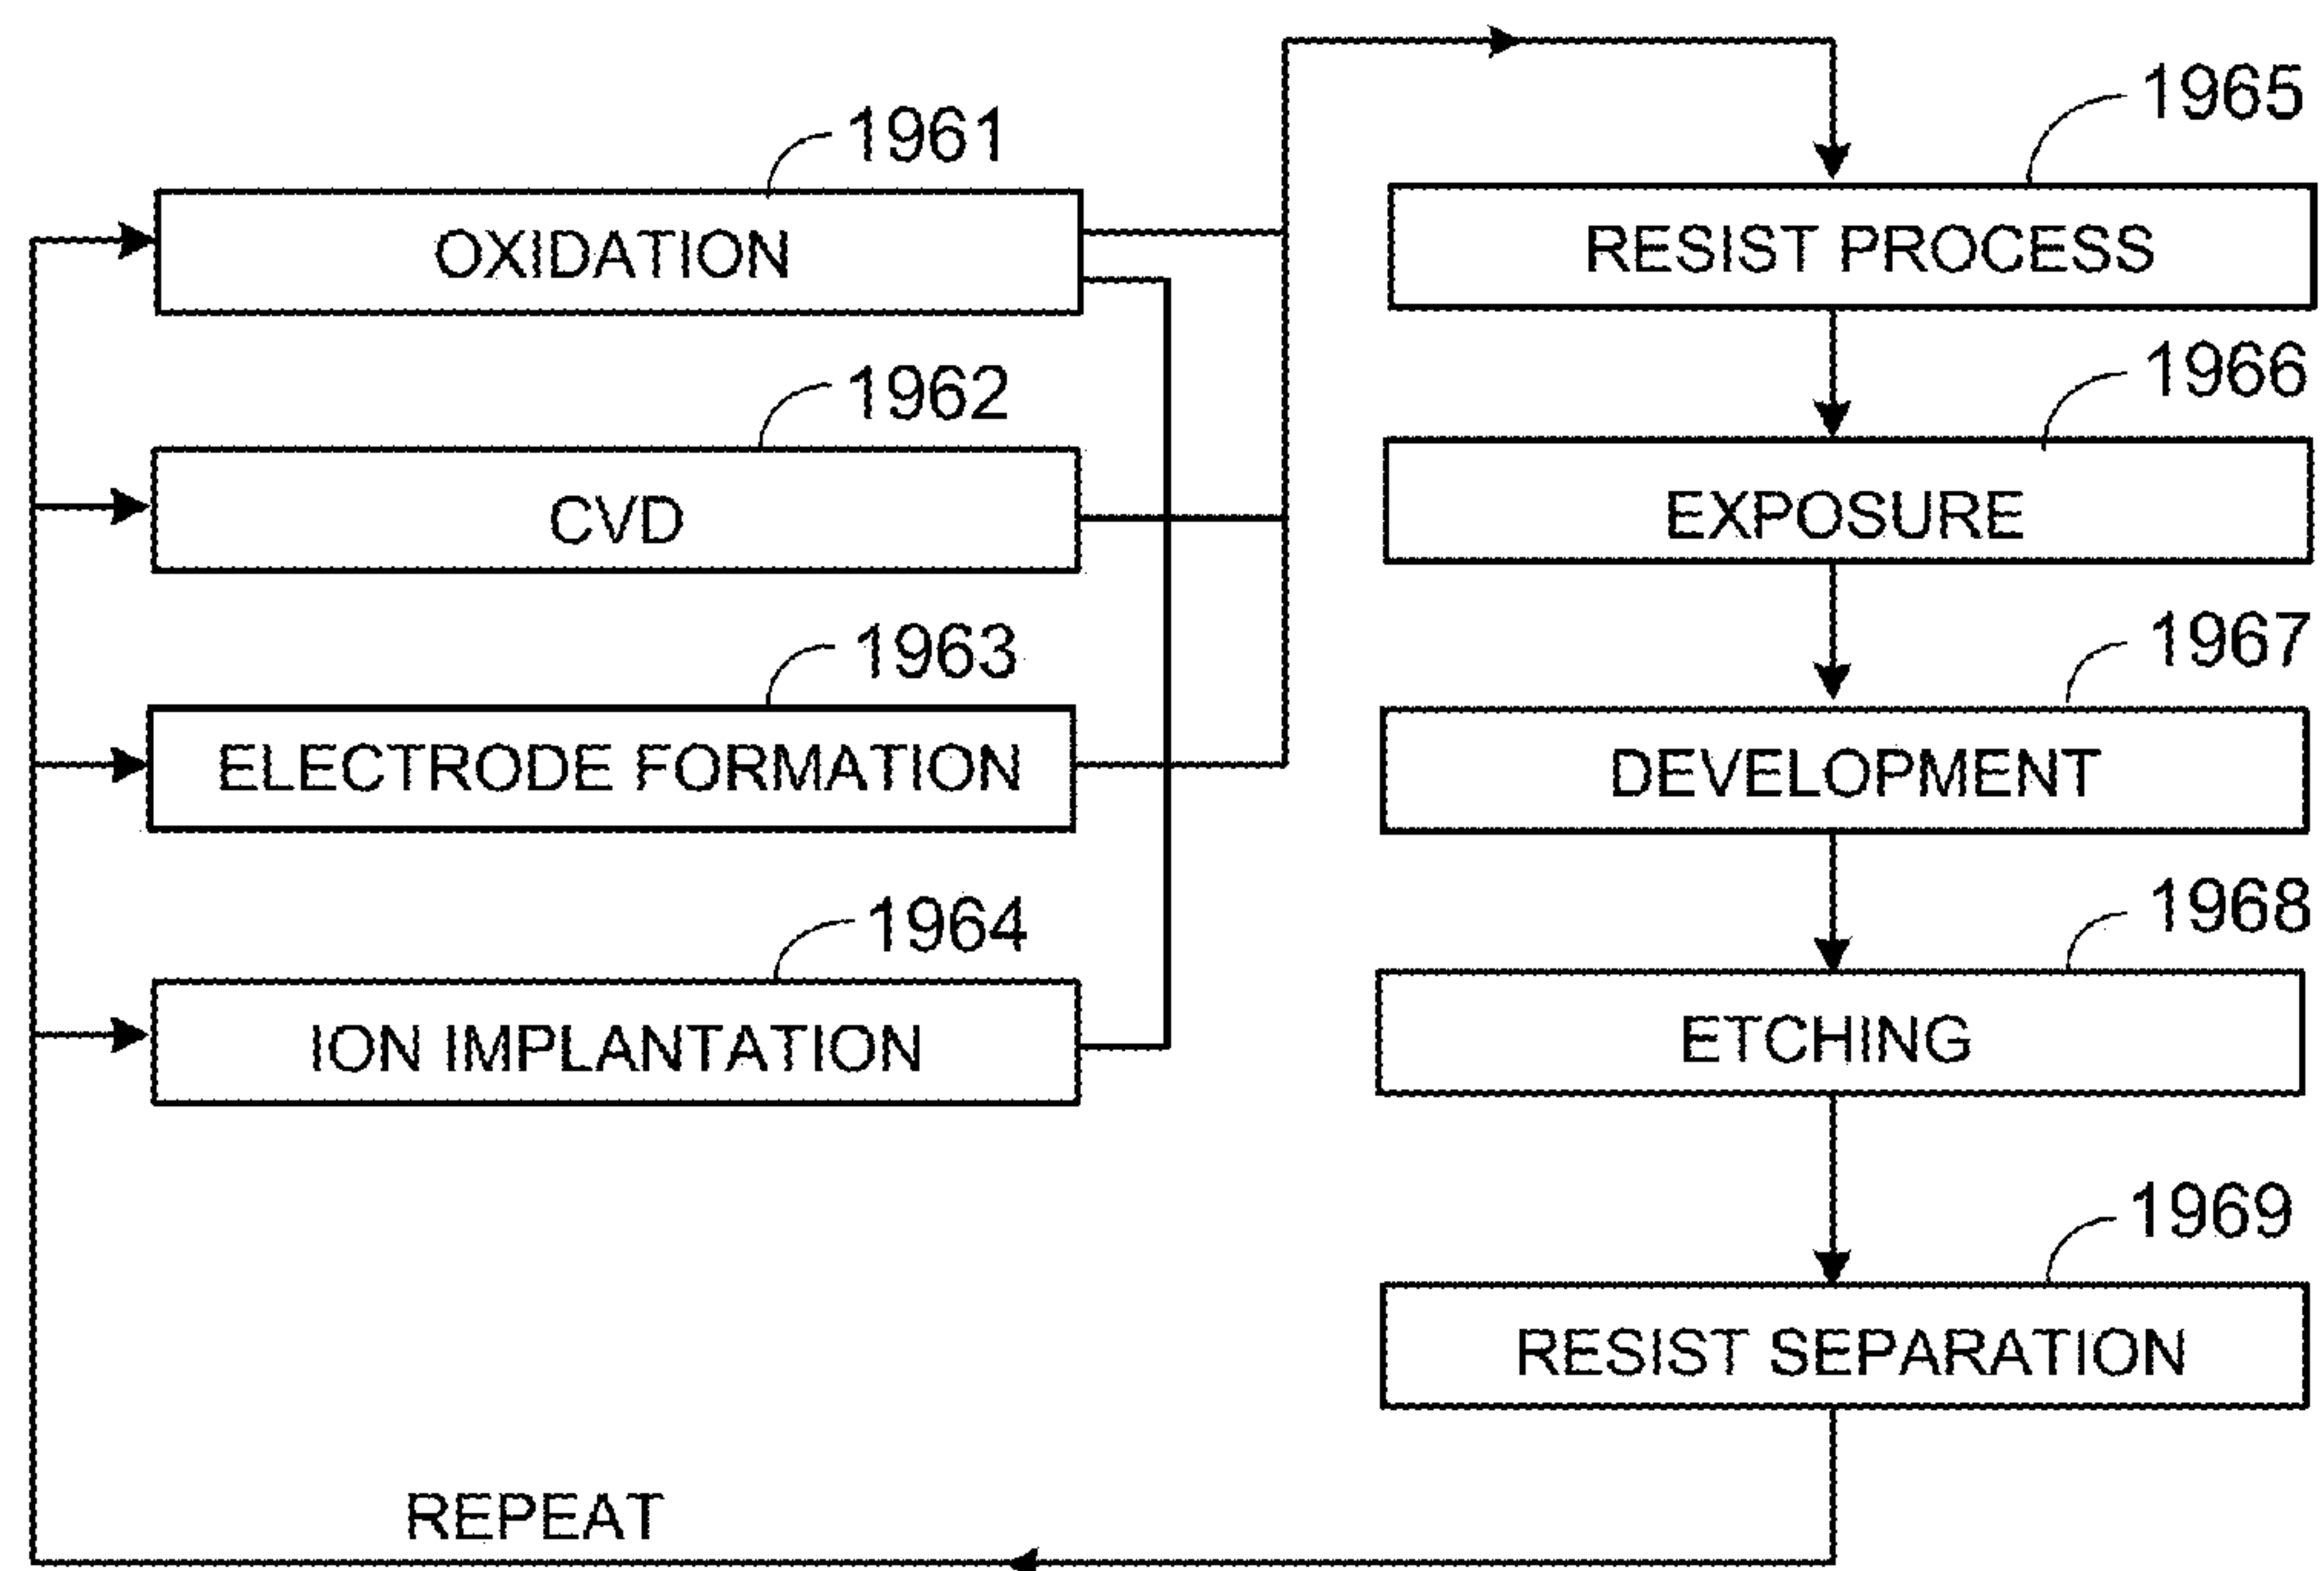 1961
OXIDATION
1962
CVD
1963
ELECTRODE FORMATION
1964
ION IMPLANTATION
1965
RESIST PROCESS
1966
EXPOSURE
1967
DEVELOPMENT
1968
ETCHING
1969
RESIST SEPARATION
REPEAT